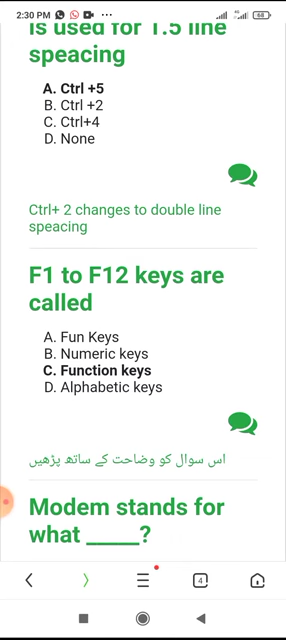 2:30 PM
4G
68
is used for 1.5 line
speacing
A. Ctrl +5
B. Ctrl +2
C. Ctrl+4
D. None
Ctrl+ 2 changes to double line
speacing
F1 to F12 keys are
called
A. Fun Keys
B. Numeric keys
C. Function keys
D. Alphabetic keys
اس سوال کو وضاحت کے ساتھ پڑھیں
Modem stands for
what _____?
4